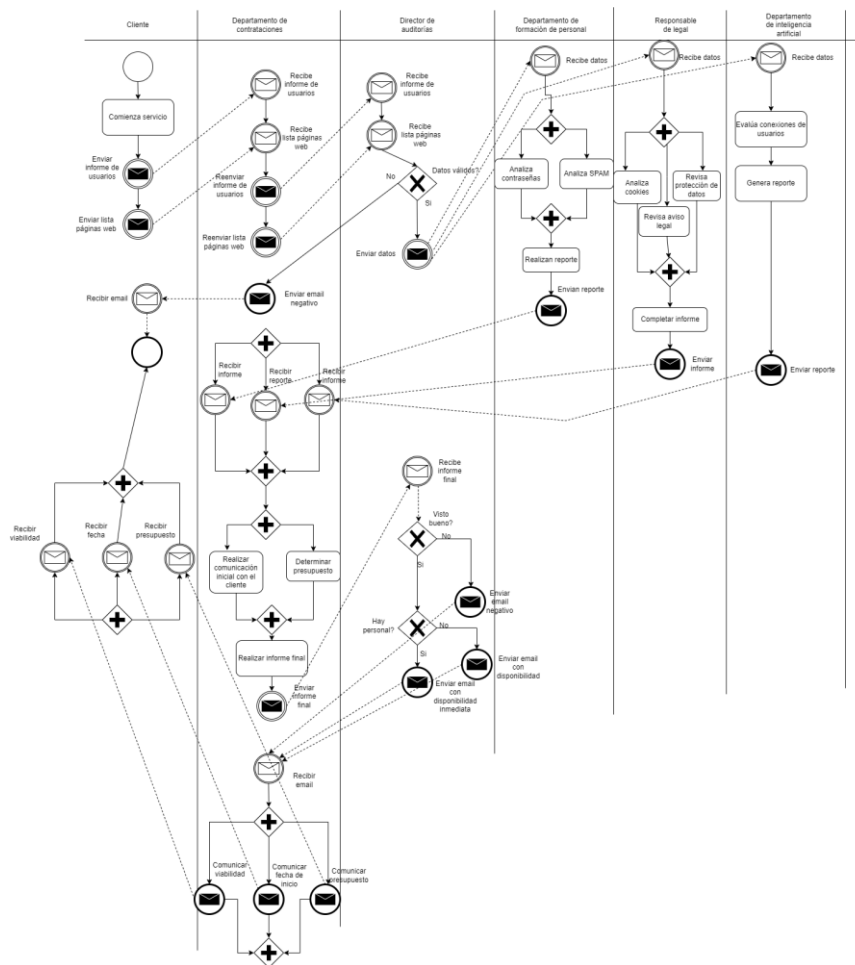 Cliente
Departamento de
contrataciones
Director de
auditorías
Departamento de
formación de personal
Responsable
de legal
Departamento
de inteligencia
artificial
Comienza servicio
Enviar
informe de
usuarios
Enviar lista
páginas web
Recibe
informe de
usuarios
Recibe
lista páginas
web
Reenviar
informe de
usuarios
Reenviar lista
páginas web
Recibe
informe de
usuarios
Recibe
lista páginas
web
Datos válidos?
No
Si
Enviar datos
Recibe datos
Analiza
contraseñas
Analiza SPAM
Realizan reporte
Envian reporte
Recibe datos
Analiza
cookies
Revisa
protección de
datos
Revisa aviso
legal
Completar informe
Enviar
informe
Recibe datos
Evalúa conexiones de
usuarios
Genera reporte
Enviar reporte
Recibir email
Enviar email
negativo
Recibir
informe
Recibir
reporte
Recibir
informe
Realizar
comunicación
inicial con el
cliente
Determinar
presupuesto
Realizar informe final
Enviar
informe
final
Recibe
informe
final
Visto
bueno?
No
Si
Enviar
email
negativo
Hay
personal?
No
Si
Enviar email
con
disponibilidad
Enviar email
con
disponibilidad
inmediata
Recibir
viabilidad
Recibir
fecha
Recibir
presupuesto
Recibir
email
Comunicar
viabilidad
Comunicar
fecha de
inicio
Comunicar
presupuesto